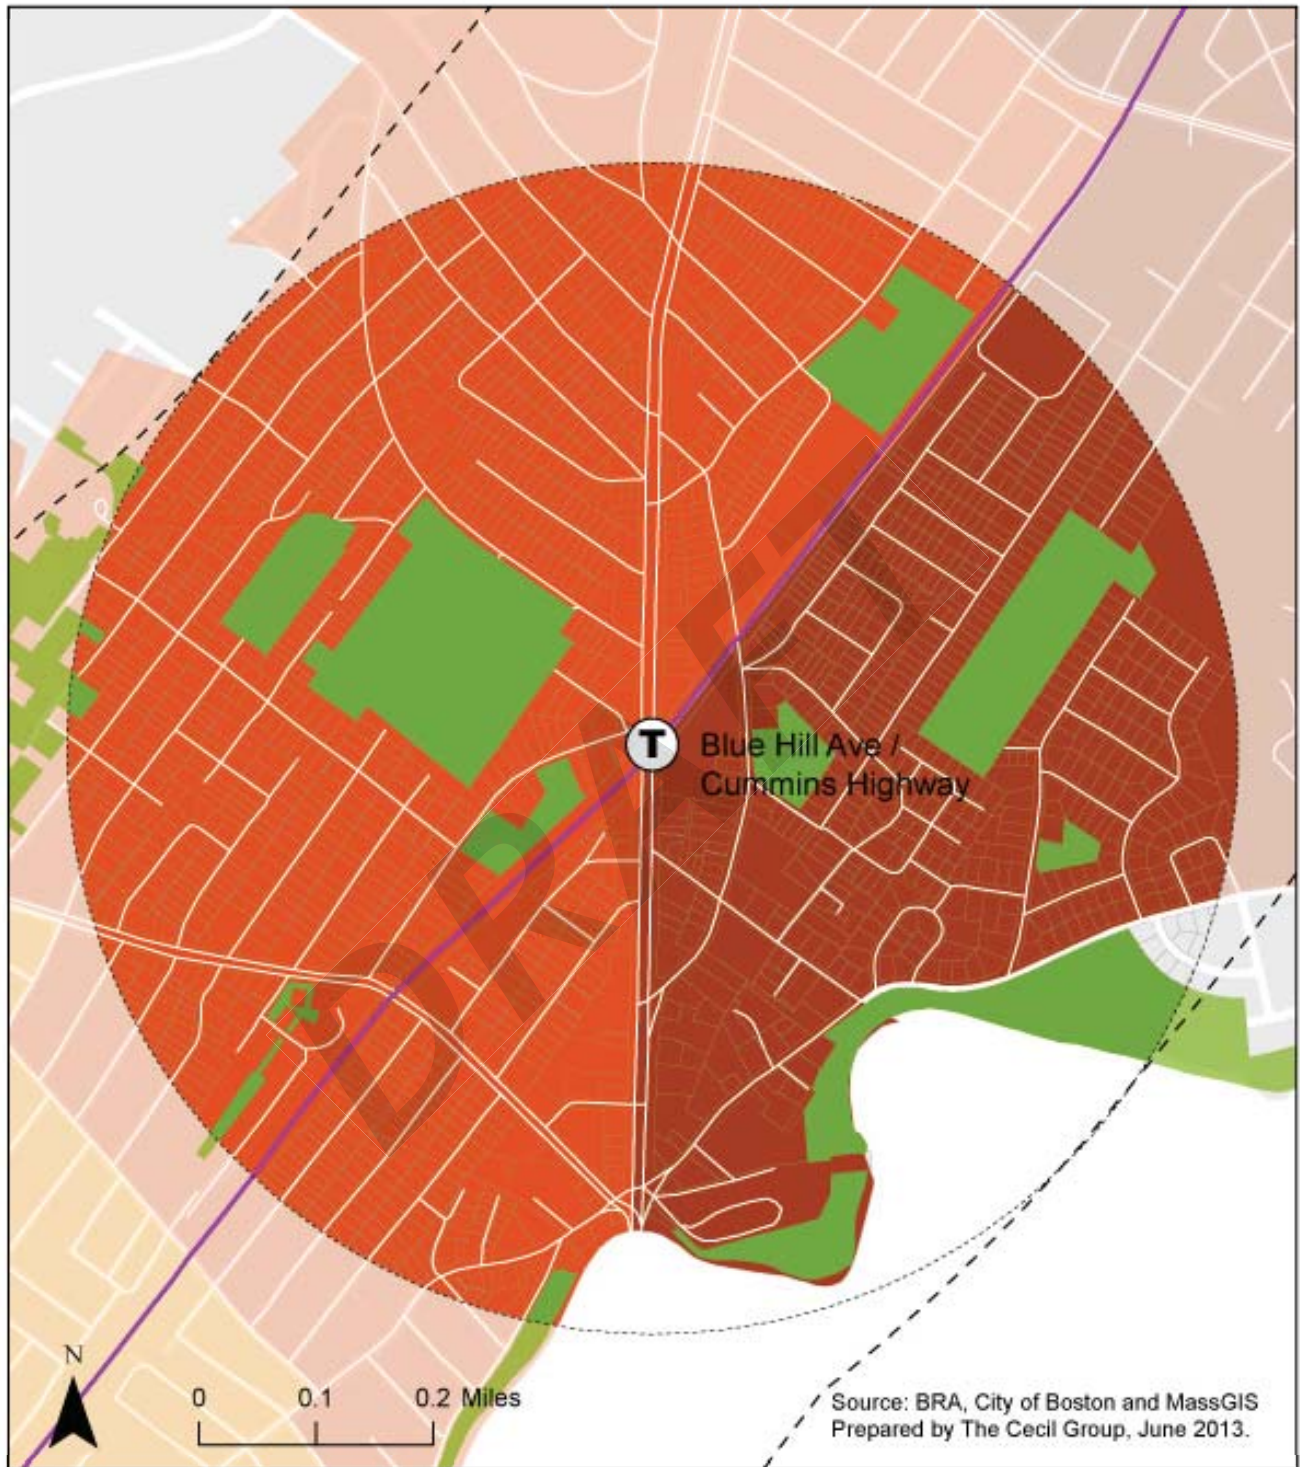 T
Blue Hill Ave /
Cummins Highway
DRAFT
N
0 0.1 0.2 Miles
Source: BRA, City of Boston and MassGIS
Prepared by The Cecil Group, June 2013.